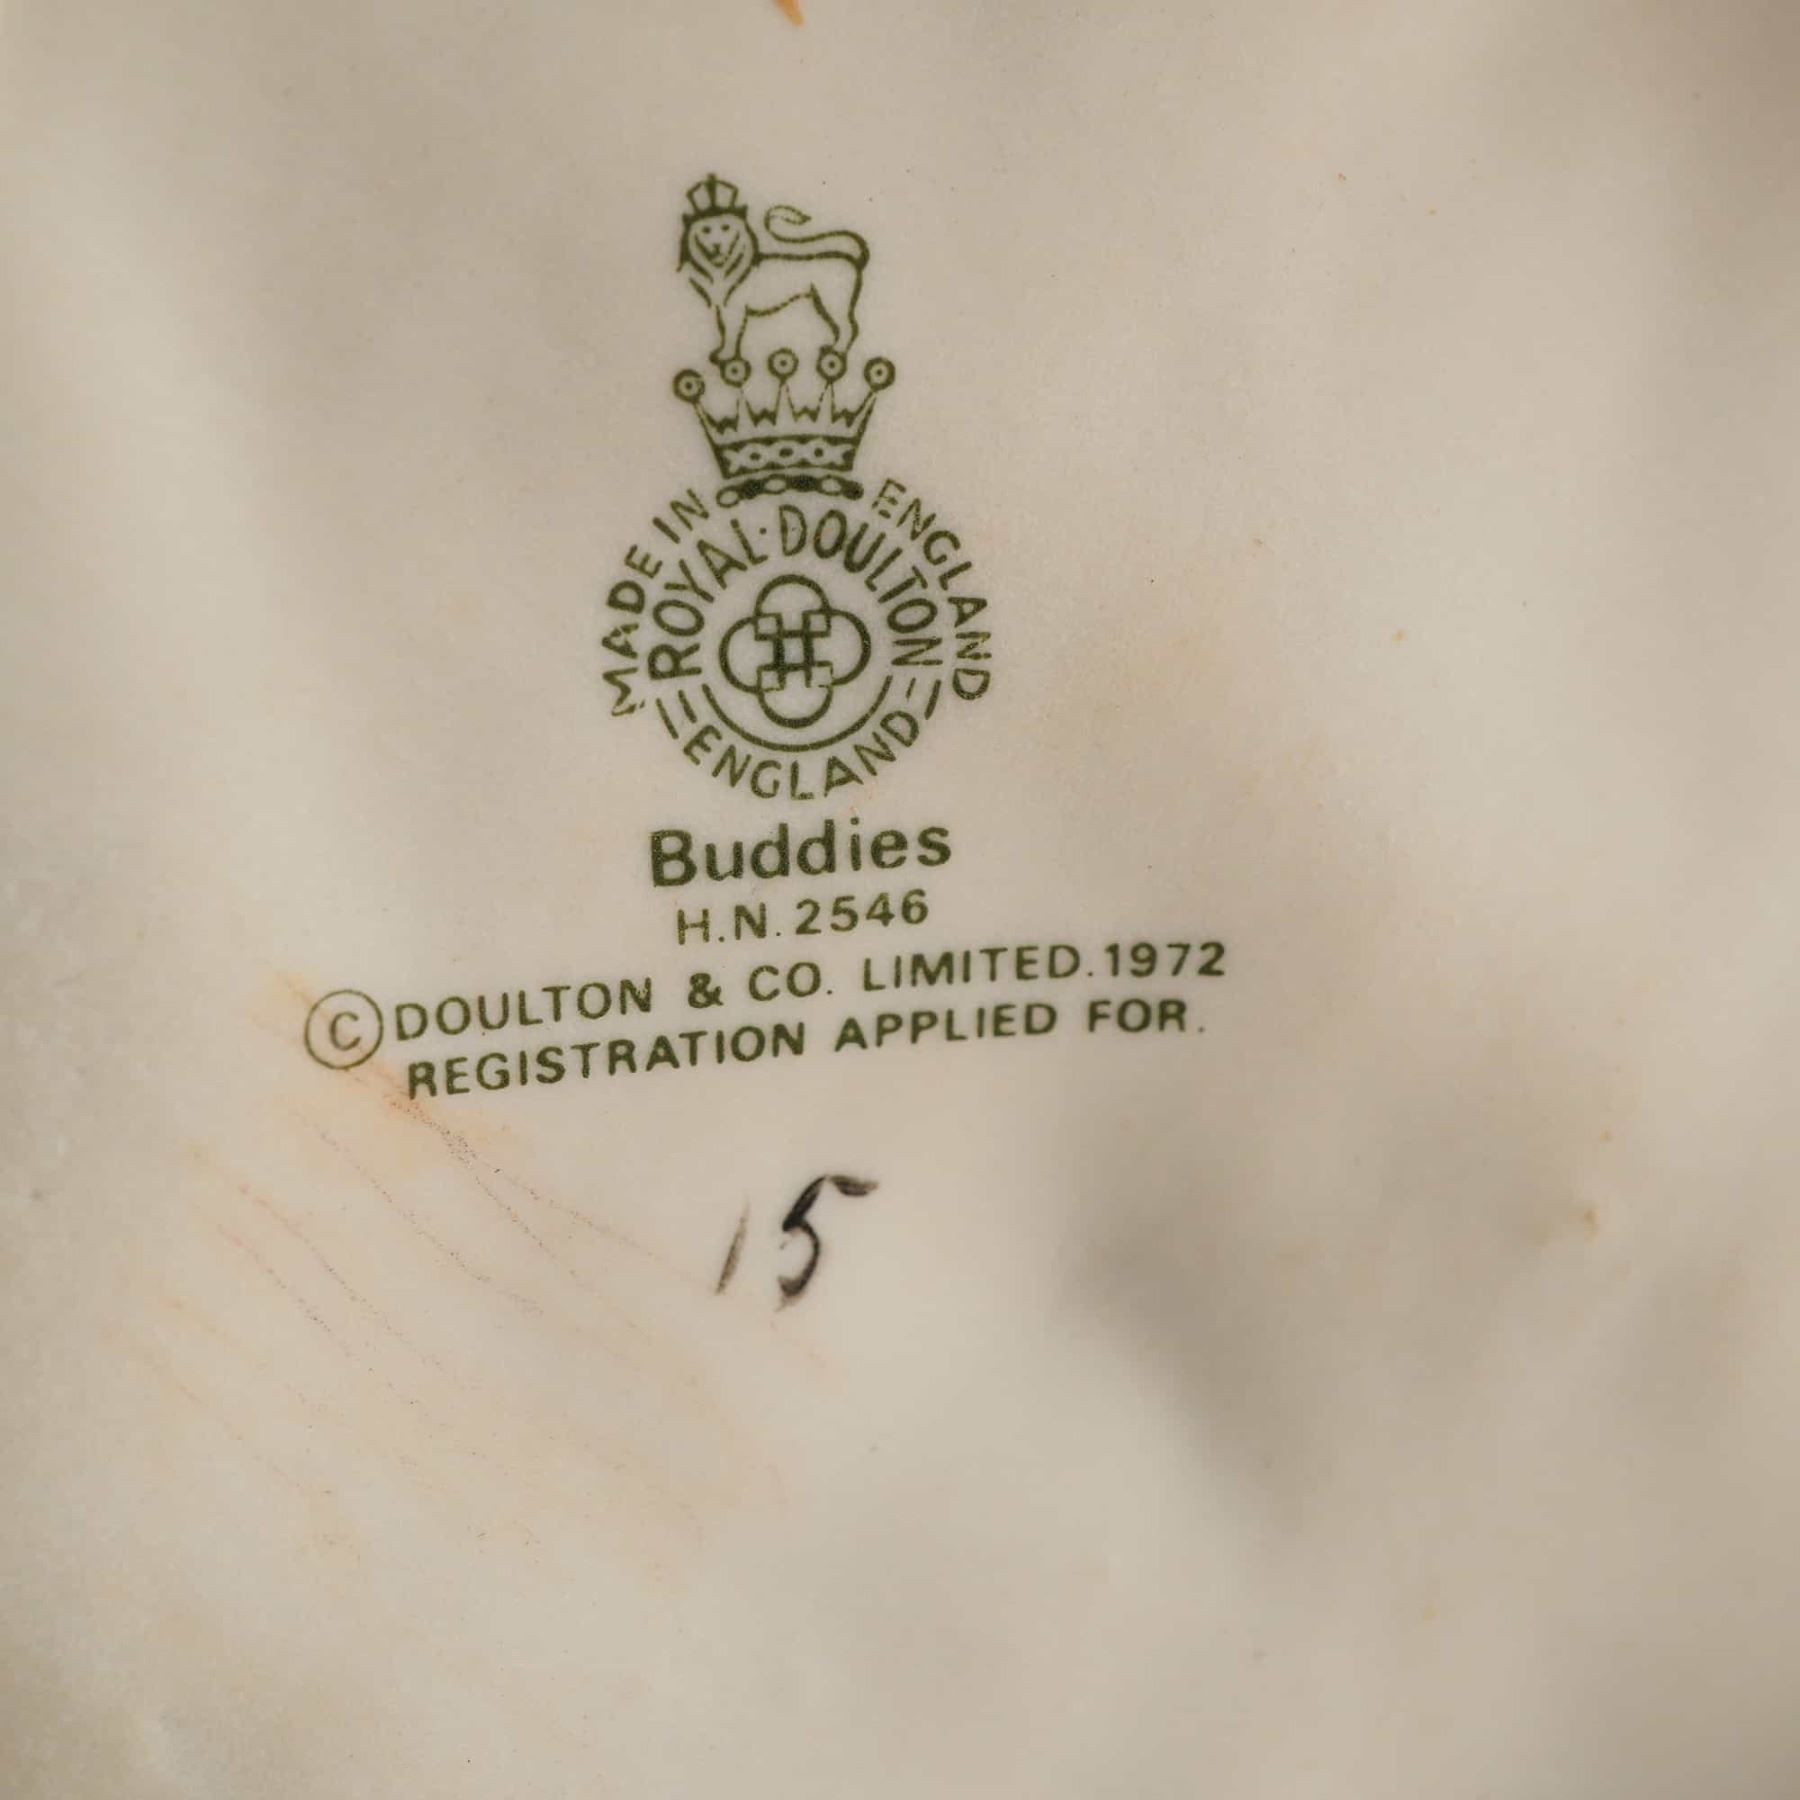 MADE IN ENGLAND
ROYAL·DOULTON
ENGLAND
Buddies
H.N. 2546
© DOULTON & CO. LIMITED. 1972
REGISTRATION APPLIED FOR.
15